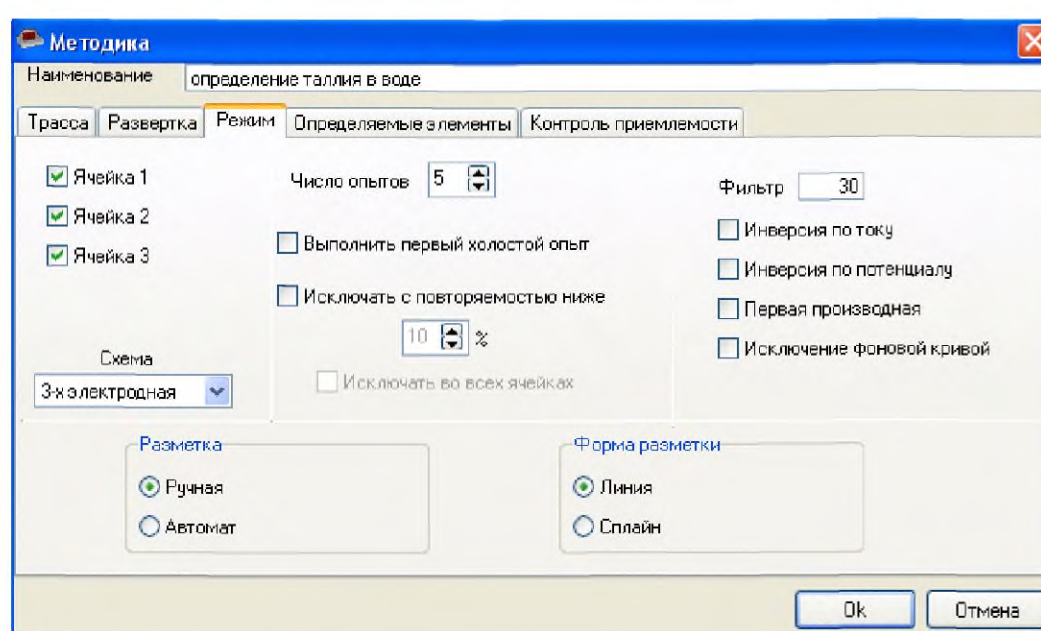 Методика
Наименование определение таллия в воде
Трасса Развертка Режим Определяемые элементы Контроль приемлемости
Ячейка 1
Ячейка 2
Ячейка 3
Схема
3-х электродная
Число опытов 5
Выполнить первый холостой опыт
Исключать с повторяемостью ниже
10 %
Исключать во всех ячейках
Фильтр 30
Инверсия по току
Инверсия по потенциалу
Первая производная
Исключение фоновой кривой
Разметка
Ручная
Автомат
Форма разметки
Линия
Сплайн
Ok Отмена